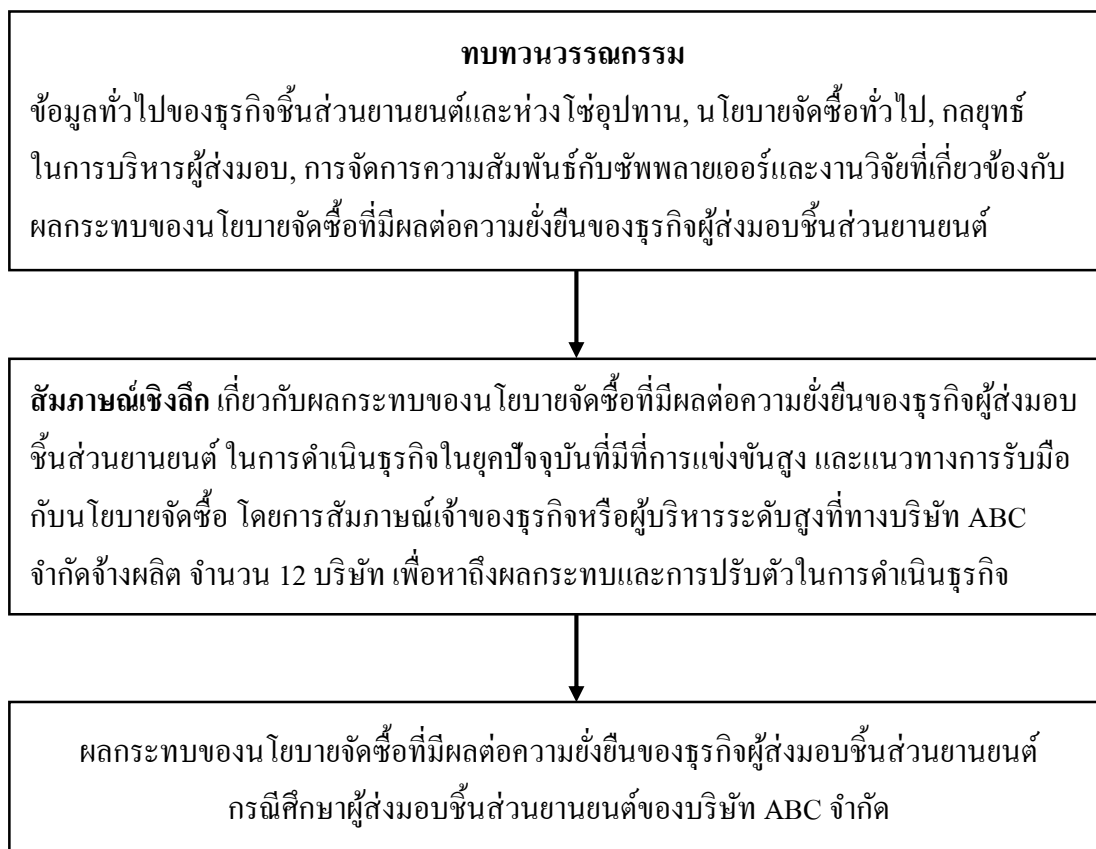 ทบทวนวรรณกรรม
ข้อมูลทั่วไปของธุรกิจชิ้นส่วนยานยนต์และห่วงโซ่อุปทาน, นโยบายจัดซื้อทั่วไป, กลยุทธ์
ในการบริหารผู้ส่งมอบ, การจัดการความสัมพันธ์กับซัพพลายเออร์และงานวิจัยที่เกี่ยวข้องกับ
ผลกระทบของนโยบายจัดซื้อที่มีผลต่อความยั่งยืนของธุรกิจผู้ส่งมอบชิ้นส่วนยานยนต์
สัมภาษณ์เชิงลึก เกี่ยวกับผลกระทบของนโยบายจัดซื้อที่มีผลต่อความยั่งยืนของธุรกิจผู้ส่งมอบ
ชิ้นส่วนยานยนต์ ในการดำเนินธุรกิจในยุคปัจจุบันที่มีที่การแข่งขันสูง และแนวทางการรับมือ
กับนโยบายจัดซื้อ โดยการสัมภาษณ์เจ้าของธุรกิจหรือผู้บริหารระดับสูงที่ทางบริษัท ABC
จำกัดจ้างผลิต จำนวน 12 บริษัท เพื่อหาถึงผลกระทบและการปรับตัวในการดำเนินธุรกิจ
ผลกระทบของนโยบายจัดซื้อที่มีผลต่อความยั่งยืนของธุรกิจผู้ส่งมอบชิ้นส่วนยานยนต์
กรณีศึกษาผู้ส่งมอบชิ้นส่วนยานยนต์ของบริษัท ABC จำกัด